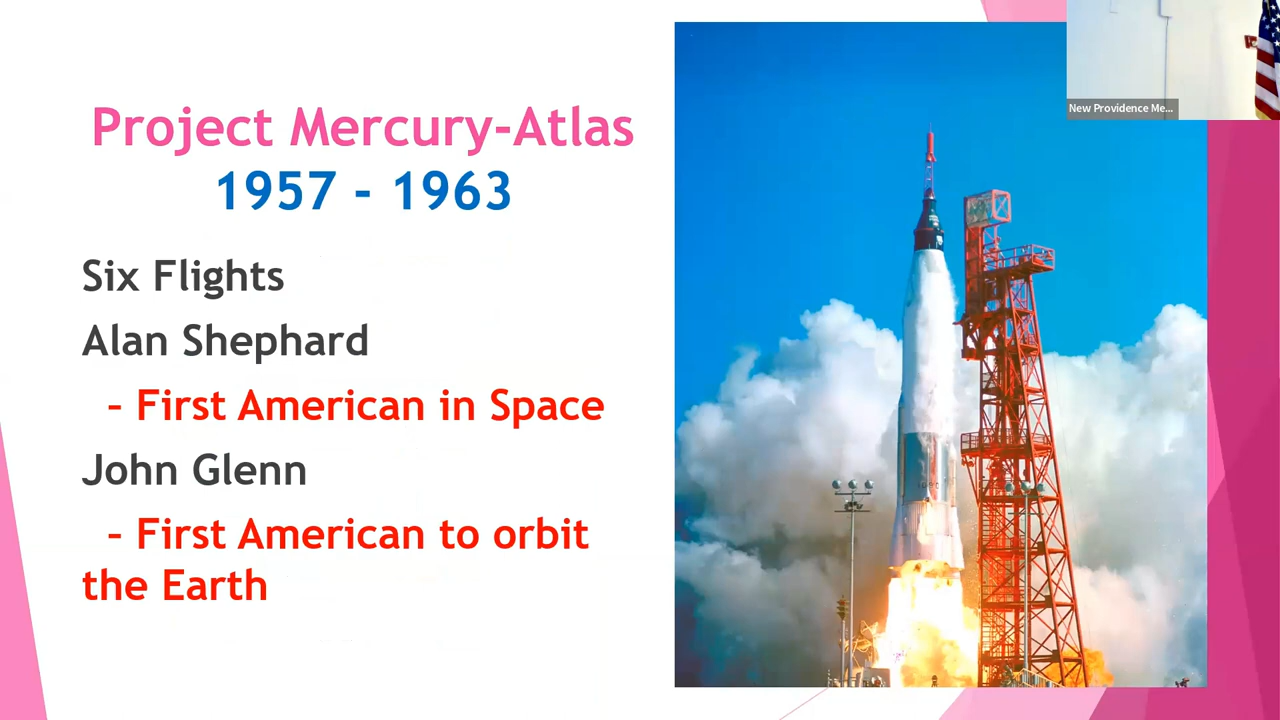 Project Mercury-Atlas
1957 - 1963
Six Flights
Alan Shephard
– First American in Space
John Glenn
– First American to orbit
the Earth
New Providence Me...